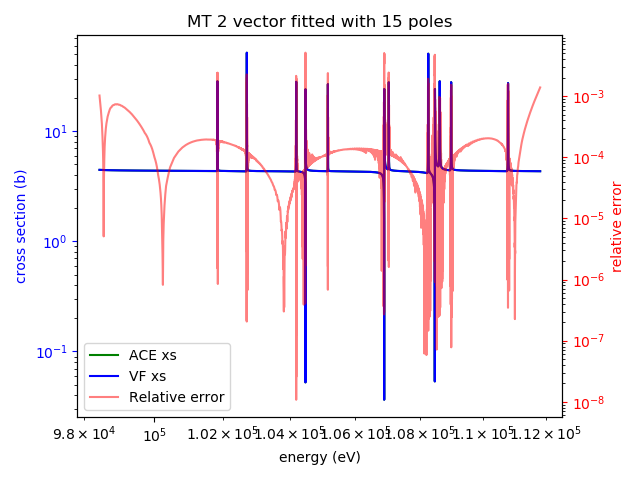 MT 2 vector fitted with 15 poles
cross section (b)
10¹
10⁰
10⁻¹
10⁻³
10⁻⁴
10⁻⁵
10⁻⁶
10⁻⁷
10⁻⁸
relative error
ACE xs
VF xs
Relative error
9.8 × 10⁴ 10⁵ 1.02 × 10⁵ 1.04 × 10⁵ 1.06 × 10⁵ 1.08 × 10⁵ 1.1 × 10⁵ 1.12 × 10⁵
energy (eV)